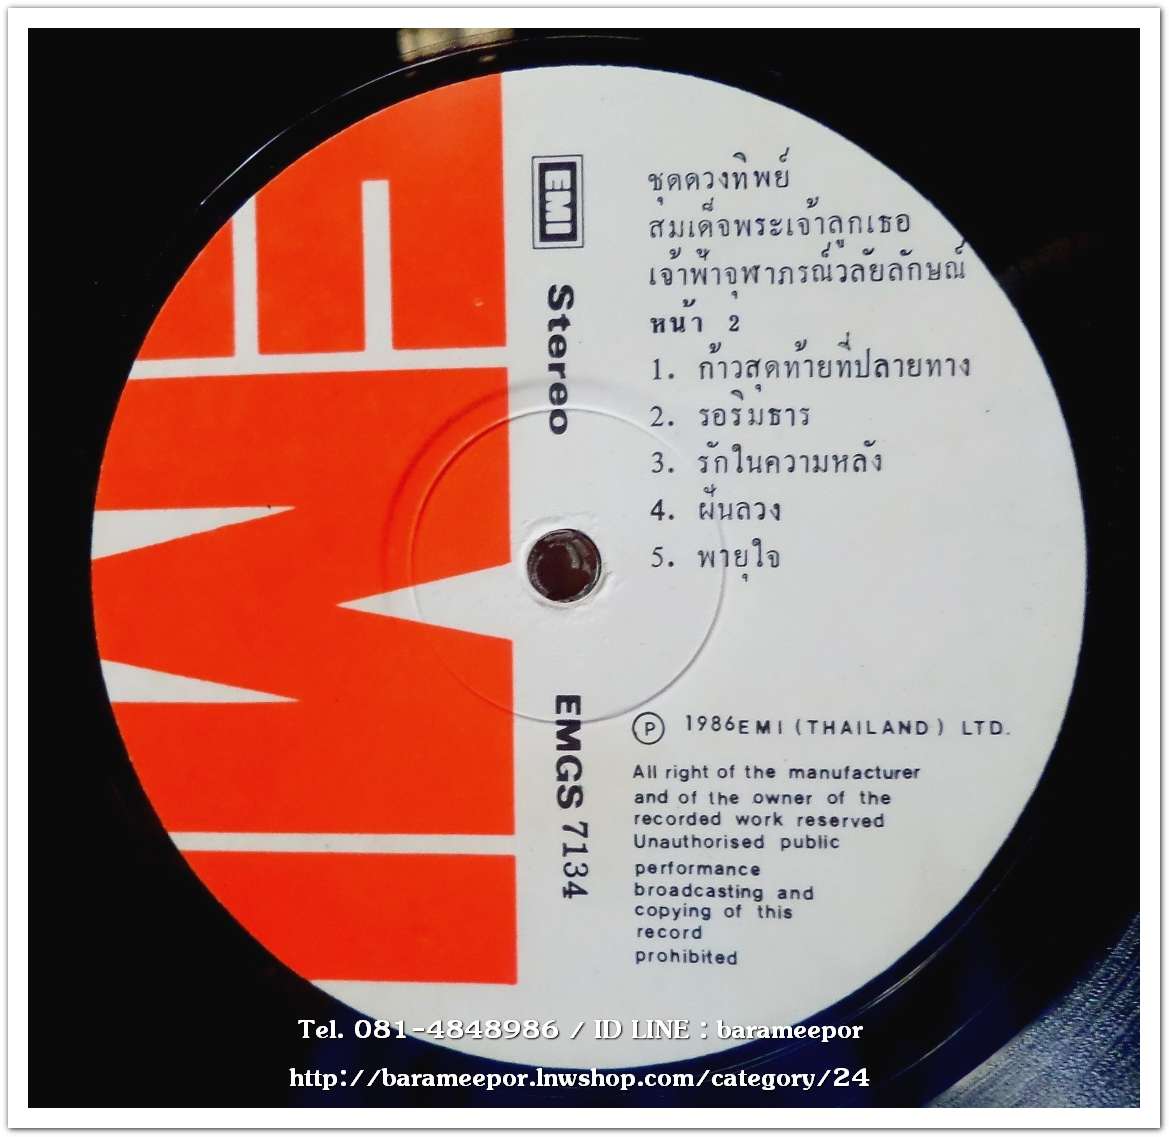 EMI
Stereo
ชุดดวงทิพย์
สมเด็จพระเจ้าลูกเธอ
เจ้าฟ้าจุฬาภรณ์วลัยลักษณ์
หน้า 2
1. ก้าวสุดท้ายที่ปลายทาง
2. รอริมธาร
3. รักในความหลัง
4. ฝันลวง
5. พายุใจ
EMGS 7134
Ⓟ 1986 EMI (THAILAND) LTD.
All right of the manufacturer
and of the owner of the
recorded work reserved
Unauthorised public
performance
broadcasting and
copying of this
record
prohibited
Tel. 081-4848986 / ID LINE : barameepor
http://barameepor.lnwshop.com/category/24